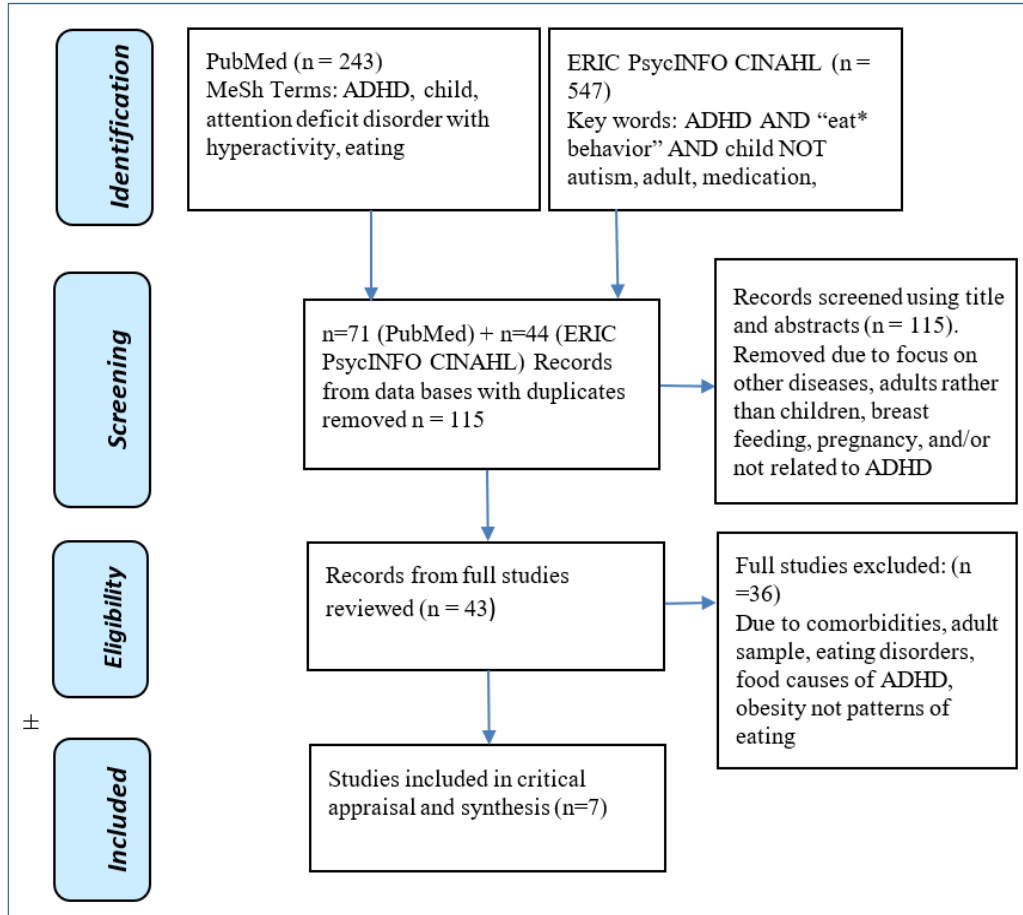 Identification
PubMed (n = 243)
MeSh Terms: ADHD, child,
attention deficit disorder with
hyperactivity, eating
ERIC PsycINFO CINAHL (n =
547)
Key words: ADHD AND “eat*
behavior” AND child NOT
autism, adult, medication,
Screening
n=71 (PubMed) + n=44 (ERIC
PsycINFO CINAHL) Records
from data bases with duplicates
removed n = 115
Records screened using title
and abstracts (n = 115).
Removed due to focus on
other diseases, adults rather
than children, breast
feeding, pregnancy, and/or
not related to ADHD
Eligibility
Records from full studies
reviewed (n = 43)
Full studies excluded: (n
=36)
Due to comorbidities, adult
sample, eating disorders,
food causes of ADHD,
obesity not patterns of
eating
±
Included
Studies included in critical
appraisal and synthesis (n=7)